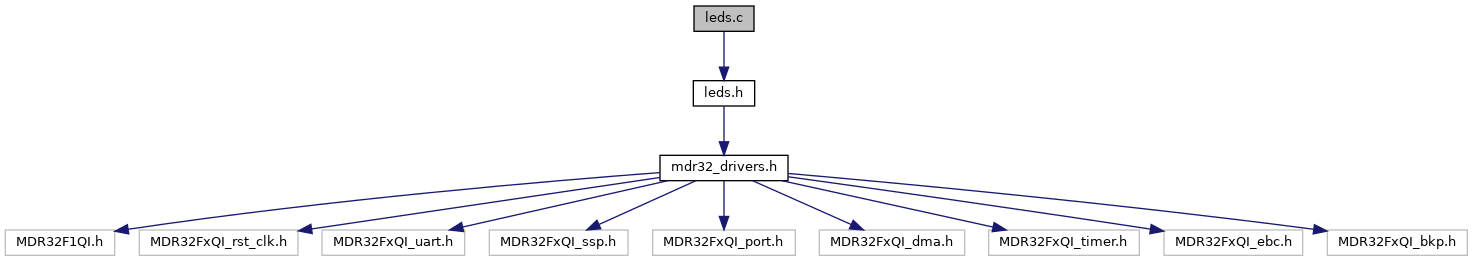 leds.c
leds.h
mdr32_drivers.h
MDR32F1QI.h
MDR32FxQI_rst_clk.h
MDR32FxQI_uart.h
MDR32FxQI_ssp.h
MDR32FxQI_port.h
MDR32FxQI_dma.h
MDR32FxQI_timer.h
MDR32FxQI_ebc.h
MDR32FxQI_bkp.h